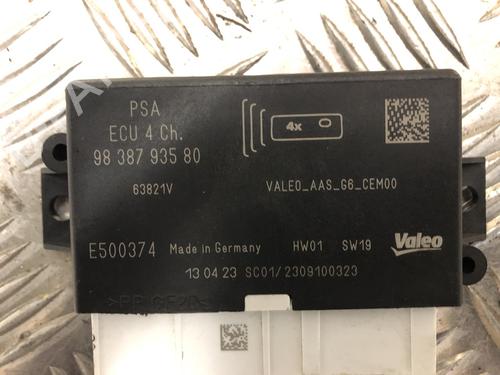 PSA
ECU 4 Ch.
98 387 935 80
4x
63821V
VALEO_AAS_G6_CEM00
E500374 Made in Germany HW01 SW19 Valeo
13 04 23 SC01/2309100323